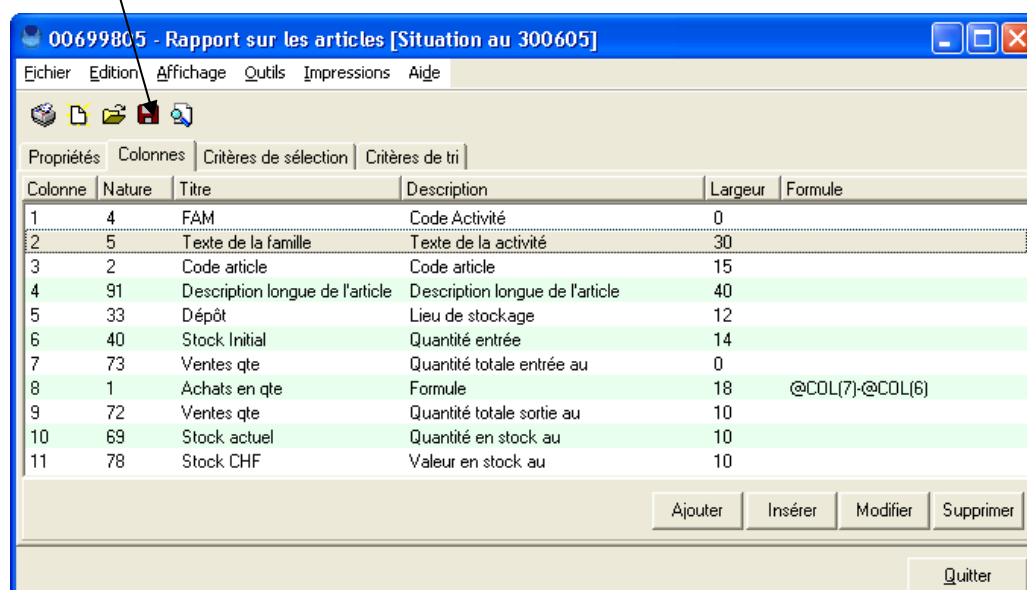 00699805 - Rapport sur les articles [Situation au 300605]
Fichier Edition Affichage Outils Impressions Aide
Propriétés Colonnes Critères de sélection Critères de tri
Colonne Nature Titre Description Largeur Formule
1 4 FAM Code Activité 0
2 5 Texte de la famille Texte de la activité 30
3 2 Code article Code article 15
4 91 Description longue de l'article Description longue de l'article 40
5 33 Dépôt Lieu de stockage 12
6 40 Stock Initial Quantité entrée 14
7 73 Ventes qte Quantité totale entrée au 0
8 1 Achats en qte Formule 18 @COL(7)-@COL(6)
9 72 Ventes qte Quantité totale sortie au 10
10 69 Stock actuel Quantité en stock au 10
11 78 Stock CHF Valeur en stock au 10
Ajouter Insérer Modifier Supprimer
Quitter